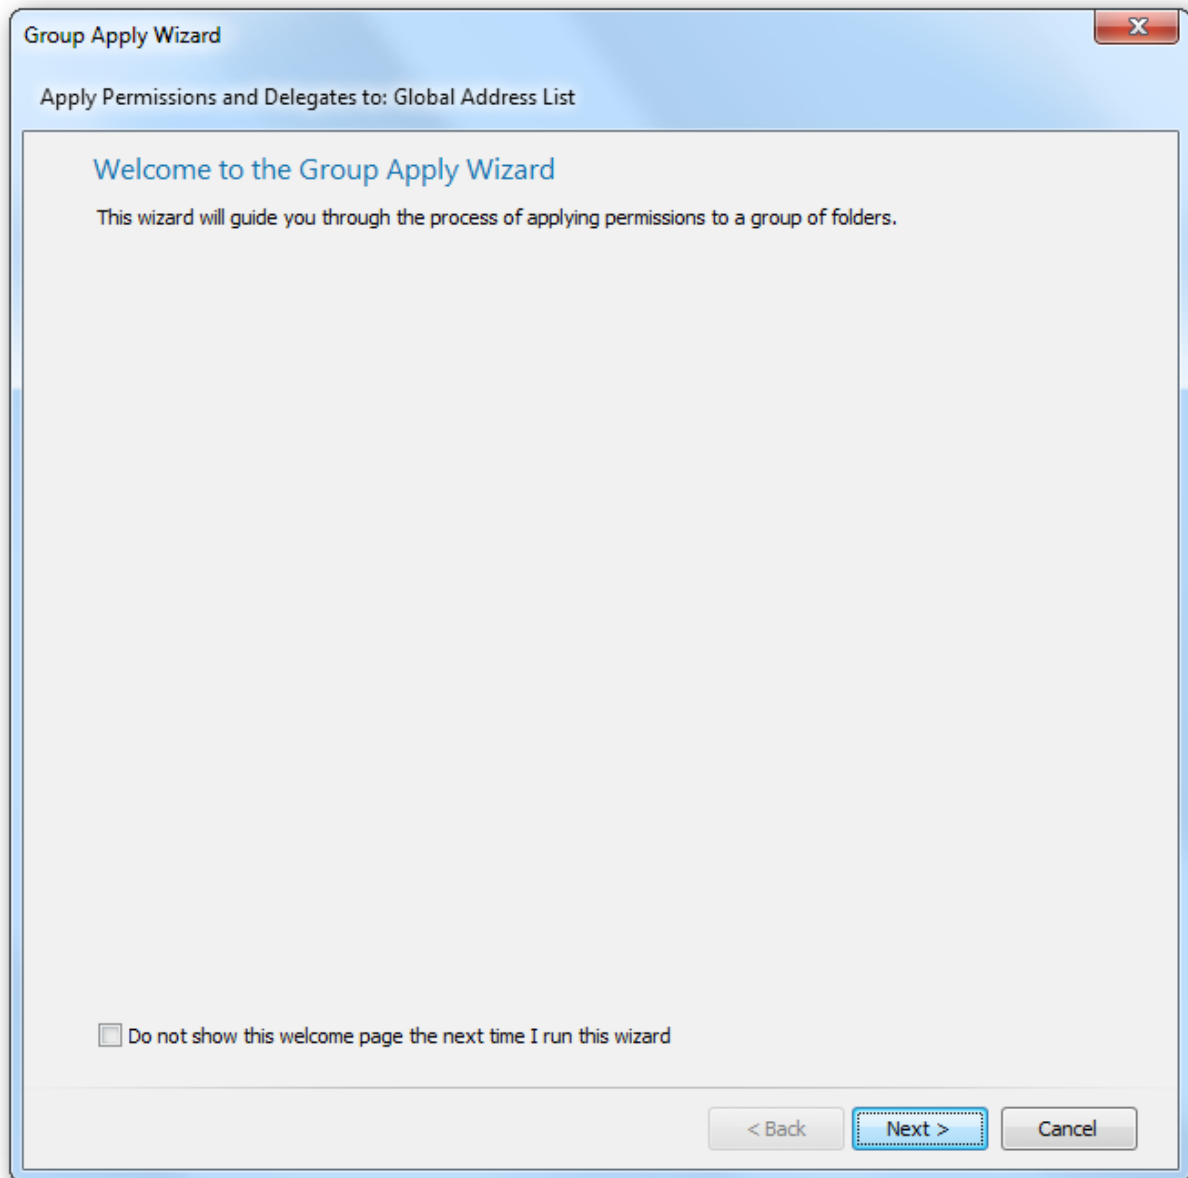 Group Apply Wizard
Apply Permissions and Delegates to: Global Address List
Welcome to the Group Apply Wizard
This wizard will guide you through the process of applying permissions to a group of folders.
Do not show this welcome page the next time I run this wizard
< Back Next > Cancel